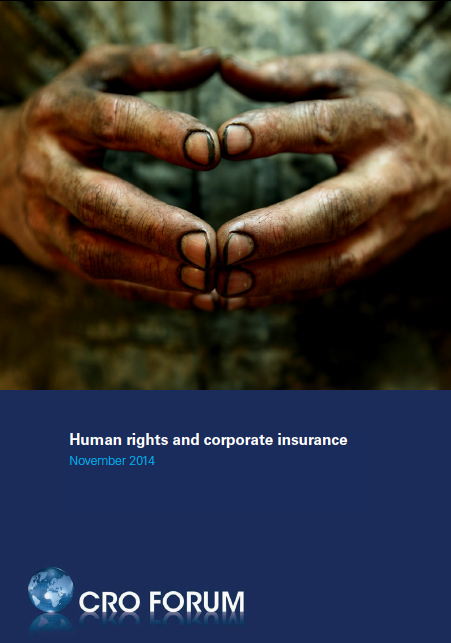 Human rights and corporate insurance
November 2014
CRO FORUM